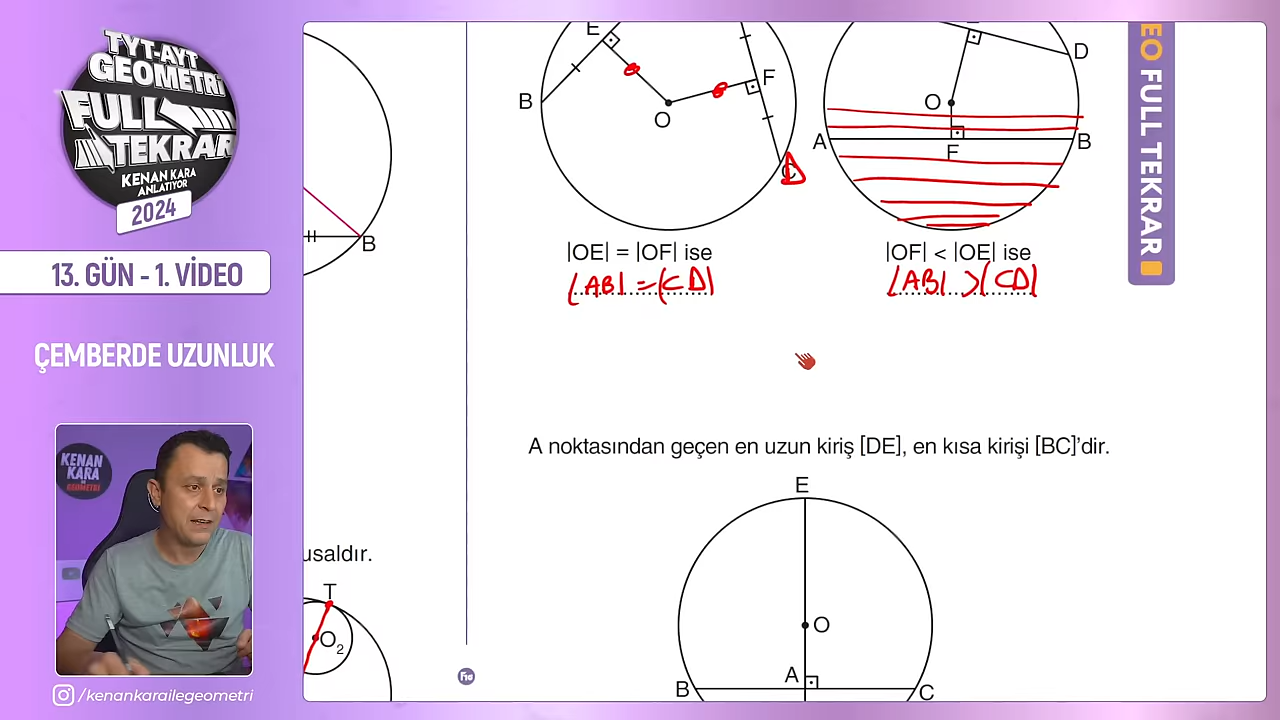 TYT-AYT
GEOMETRİ
FULL
TEKRAR
KENAN KARA
ANLATIYOR
2024
13. GÜN - 1. VİDEO
ÇEMBERDE UZUNLUK
KENAN
KARA
GEOMETRİ
/kenankarailegeometri
B
usaldır.
T
O2
E
B
O
F
C
D
|OE| = |OF| ise
|AB| = |CD|
D
O
A
F
B
|OF| < |OE| ise
|AB| > |CD|
A noktasından geçen en uzun kiriş [DE], en kısa kirişi [BC]'dir.
E
O
A
B
C
EO FULL TEKRAR